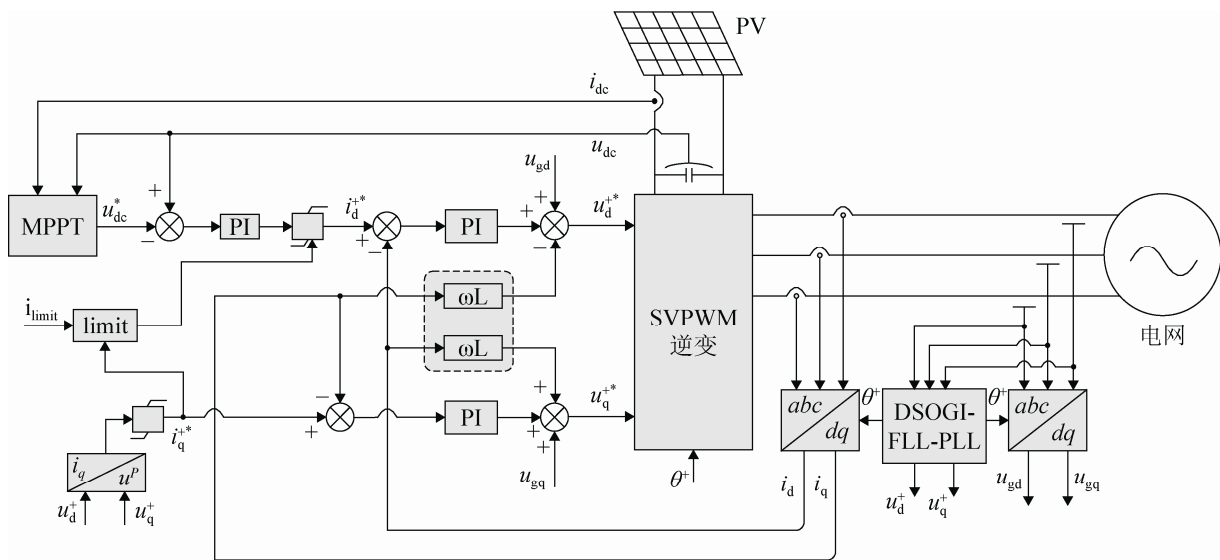 PV
i_dc
u_dc
u_gd
MPPT
u_dc^*
+
−
PI
i_d^{+*}
+
−
PI
+
+
−
u_d^{+*}
i_limit
limit
ωL
ωL
SVPWM
逆变
电网
i_q^{+*}
+
−
PI
+
+
+
u_q^{+*}
u_gq
θ^+
i_q
u^P
u_d^+
u_q^+
abc
dq
θ^+
DSOGI-
FLL-PLL
θ^+
abc
dq
i_d
i_q
u_d^+
u_q^+
u_gd
u_gq